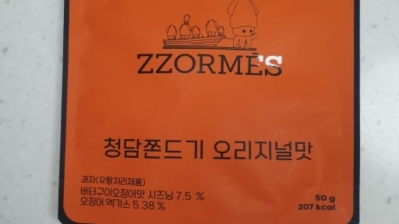 ZZORMÉS
청담쫀드기 오리지널맛
과자(유탕처리제품)
버터구이오징어맛 시즈닝 7.5 %
오징어 엑기스 5.38 %
50 g
207 kcal